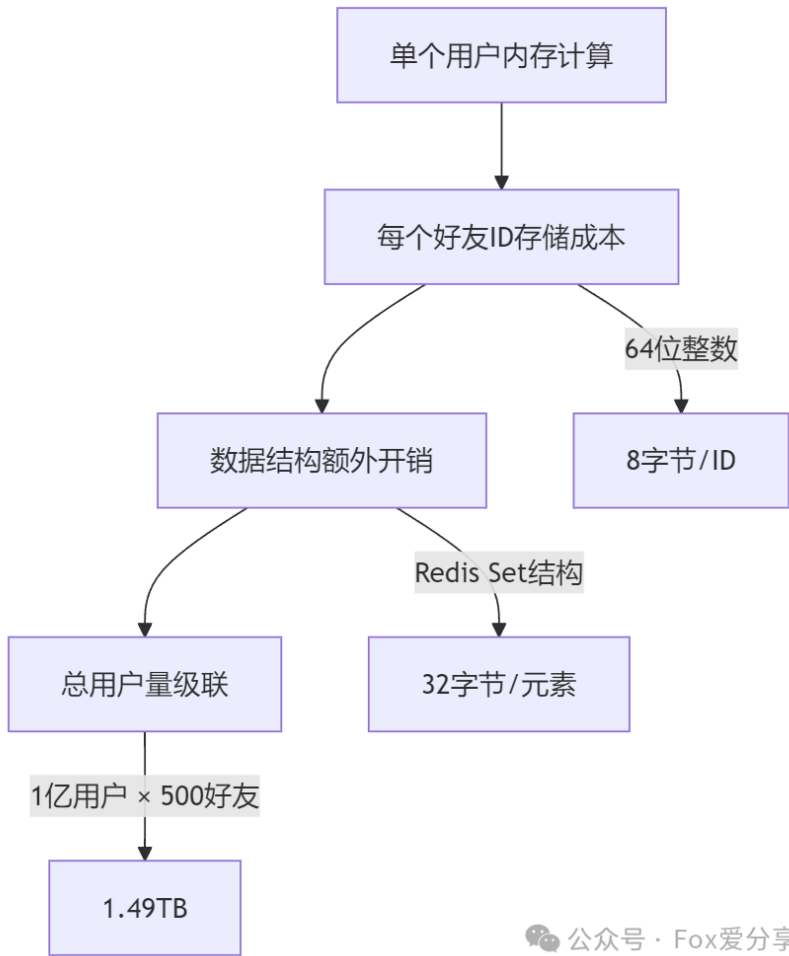 单个用户内存计算
每个好友ID存储成本
64位整数
数据结构额外开销
8字节/ID
Redis Set结构
总用户量级联
32字节/元素
1亿用户 × 500好友
1.49TB
公众号 · Fox爱分享